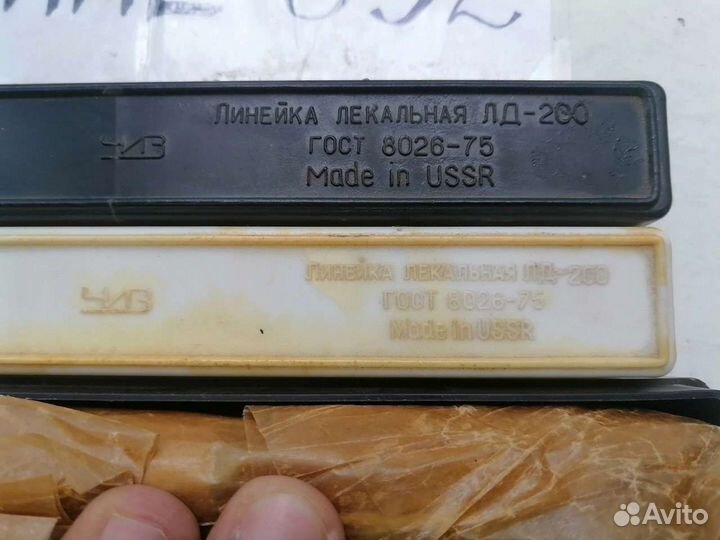 ЛИНЕЙКА ЛЕКАЛЬНАЯ ЛД-200
ГОСТ 8026-75
Made in USSR
ЧИЗ
ЛИНЕЙКА ЛЕКАЛЬНАЯ ЛД-200
ГОСТ 8026-75
Made in USSR
ЧИЗ
Avito